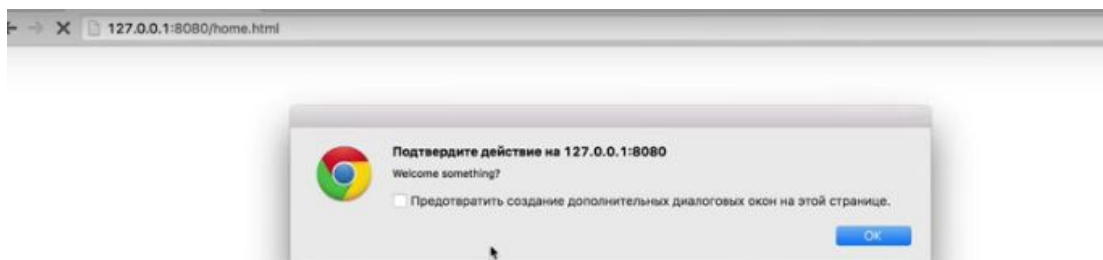 127.0.0.1:8080/home.html
Подтвердите действие на 127.0.0.1:8080
Welcome something?
Предотвратить создание дополнительных диалоговых окон на этой странице.
OK